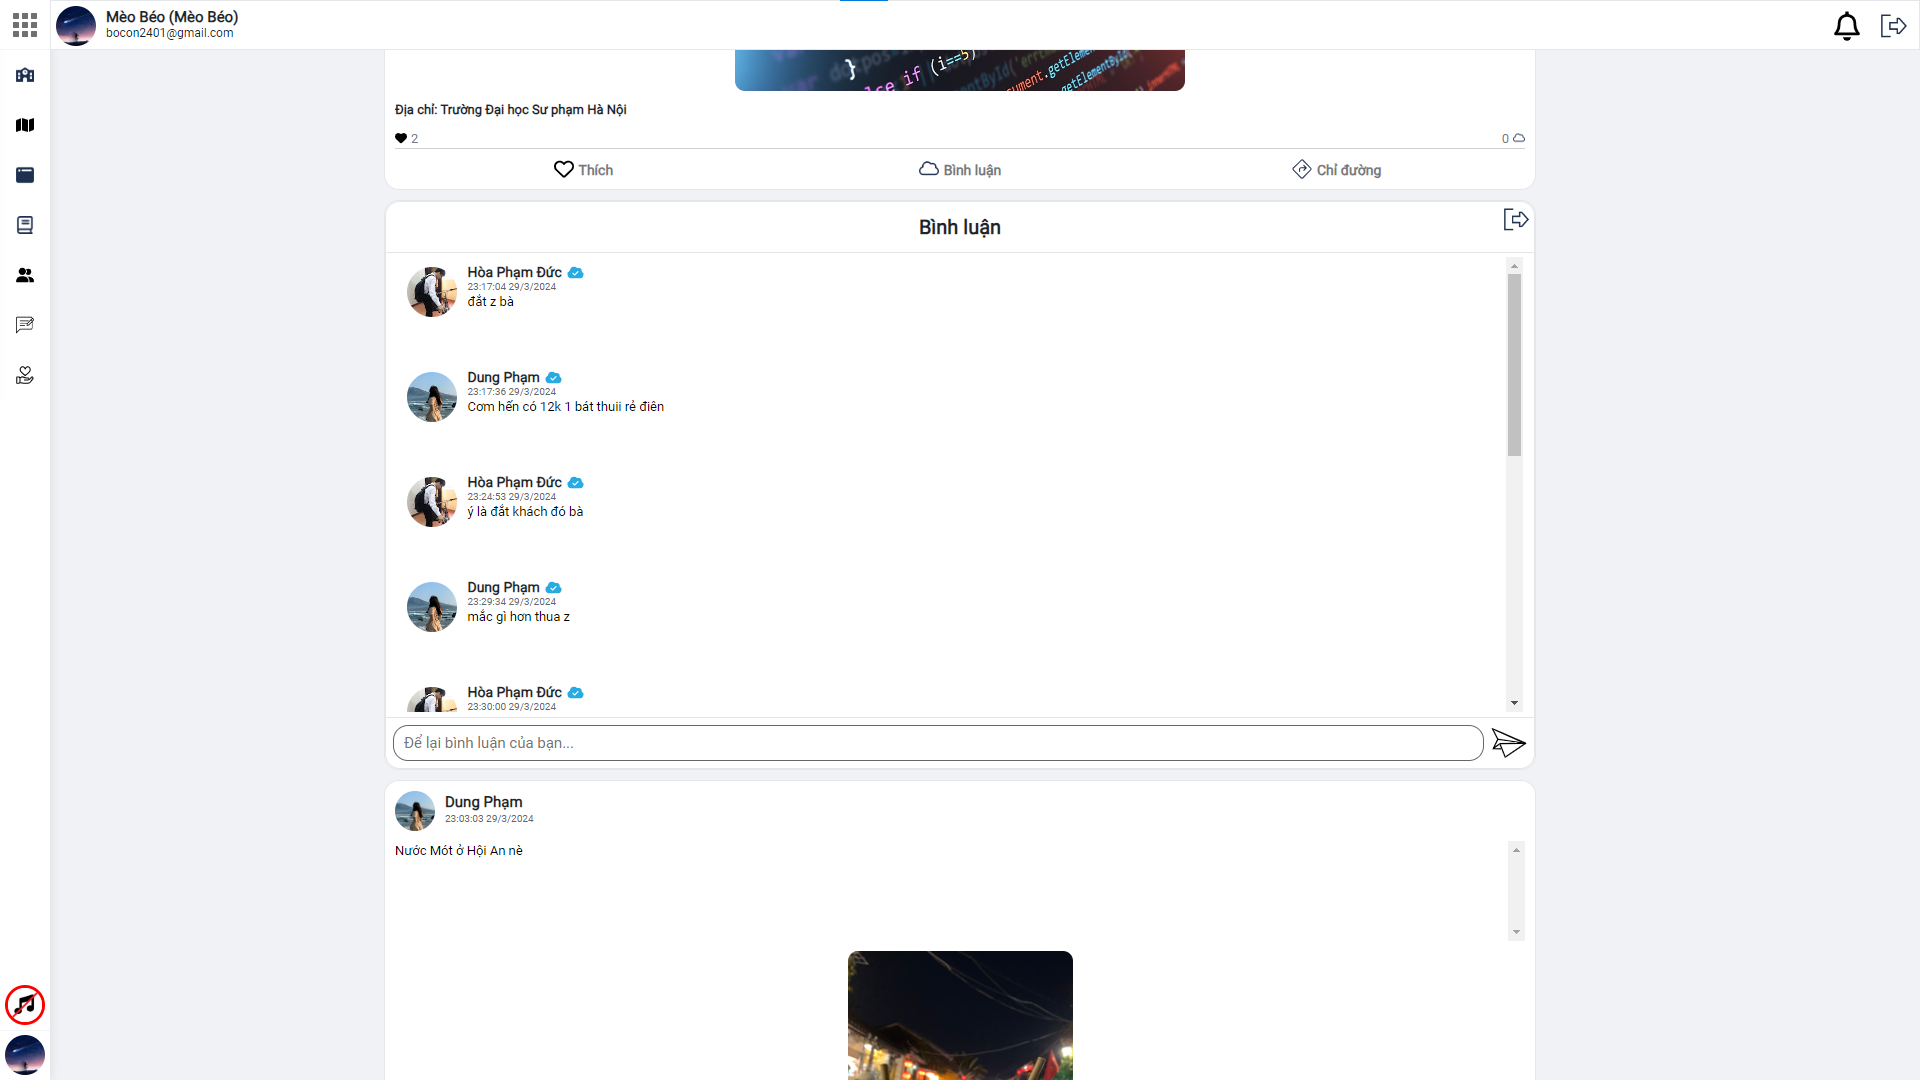 Mèo Béo (Mèo Béo)
bocon2401@gmail.com
} else if (i==5)
Địa chỉ: Trường Đại học Sư phạm Hà Nội
2
0
Thích
Bình luận
Chỉ đường
Bình luận
Hòa Phạm Đức
23:17:04 29/3/2024
đắt z bà
Dung Phạm
23:17:36 29/3/2024
Cơm hến có 12k 1 bát thuii rẻ điên
Hòa Phạm Đức
23:24:53 29/3/2024
ý là đắt khách đó bà
Dung Phạm
23:29:34 29/3/2024
mắc gì hơn thua z
Hòa Phạm Đức
23:30:00 29/3/2024
Để lại bình luận của bạn...
Dung Phạm
23:03:03 29/3/2024
Nước Mót ở Hội An nè